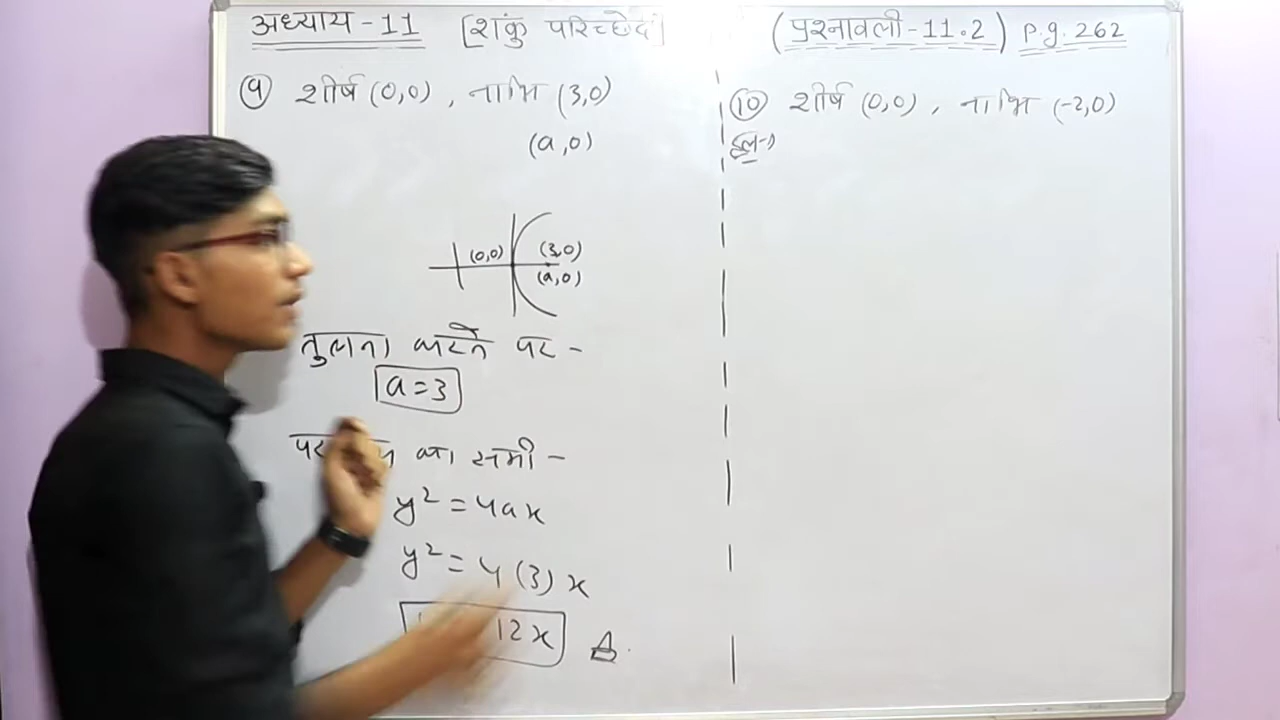 अध्याय-11 [शंकु परिच्छेद] (प्रश्नावली-11.2) P.g. 262
9 शीर्ष (0,0), नाभि (3,0)
(a,0)
(0,0) (3,0)
(a,0)
तुलना करने पर -
a=3
का समी -
y² = 4ax
y² = 4(3)x
12x
10 शीर्ष (0,0), नाभि (-2,0)
हल→